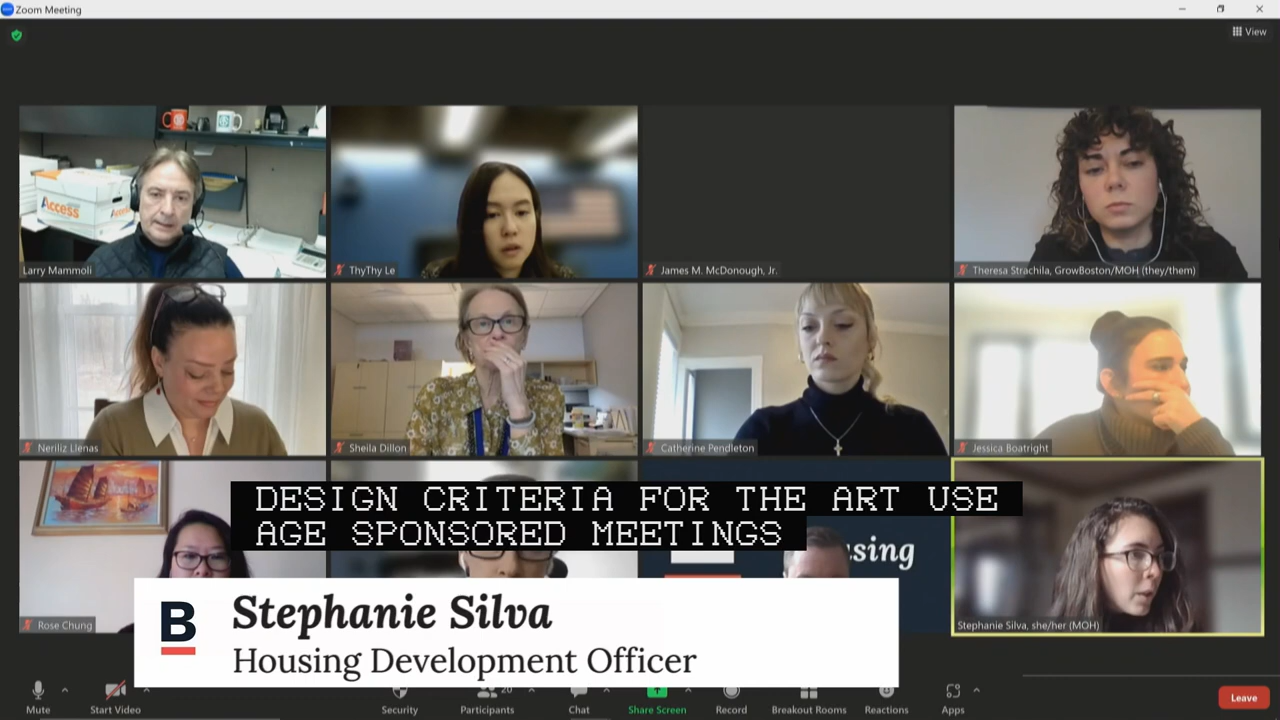 Zoom Meeting
View
Access
Larry Mammoli
ThyThy Le
James M. McDonough, Jr.
Theresa Strachila, GrowBoston/MOH (they/them)
Neriliz Llenas
Sheila Dillon
Catherine Pendleton
Jessica Boatright
DESIGN CRITERIA FOR THE ART USE
AGE SPONSORED MEETINGS
using
Rose Chung
Stephanie Silva, she/her (MOH)
B
Stephanie Silva
Housing Development Officer
20
Mute
Start Video
Security
Participants
Chat
Share Screen
Record
Breakout Rooms
Reactions
Apps
Leave